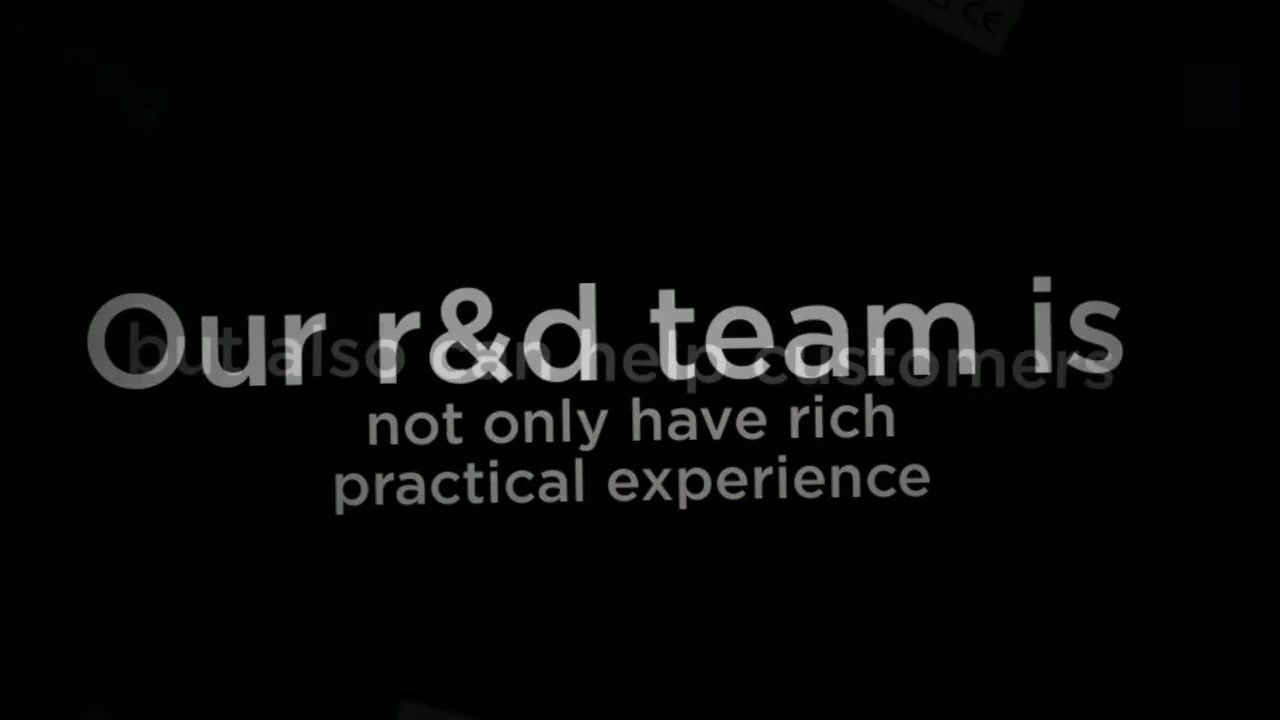 Our r&d team is
but also can help customers
not only have rich
practical experience